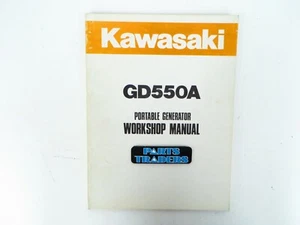 Kawasaki
GD550A
PORTABLE GENERATOR
WORKSHOP MANUAL
PARTS
TRADERS